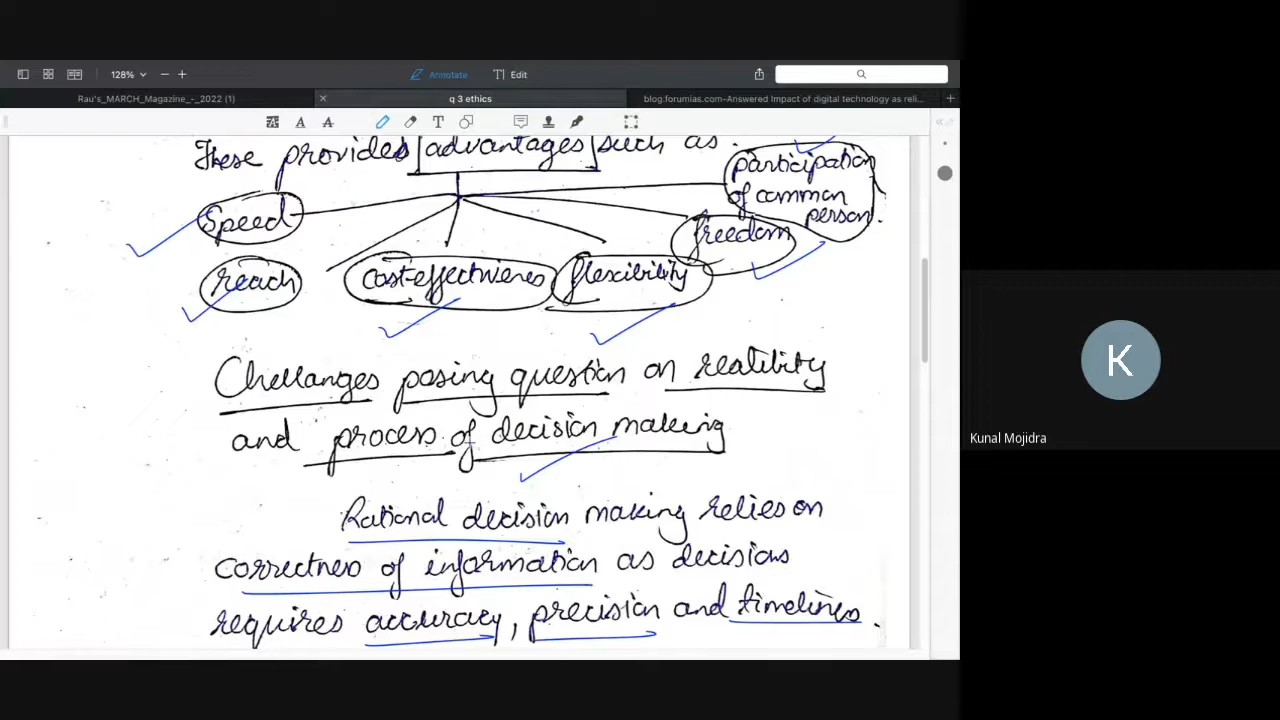 128%
Annotate
Edit
Rau's_MARCH_Magazine_-_2022 (1)
q 3 ethics
blog:forumias.com-Answered Impact of digital technology as reli...
These provides advantages such as
participation
of common
person.
Speed
freedom
reach
cost-effectiveness
flexibility
Challanges posing question on realibity
and process of decision making
Rational decision making relies on
correctness of information as decisions
requires accuracy, precision and timelines.
K
Kunal Mojidra